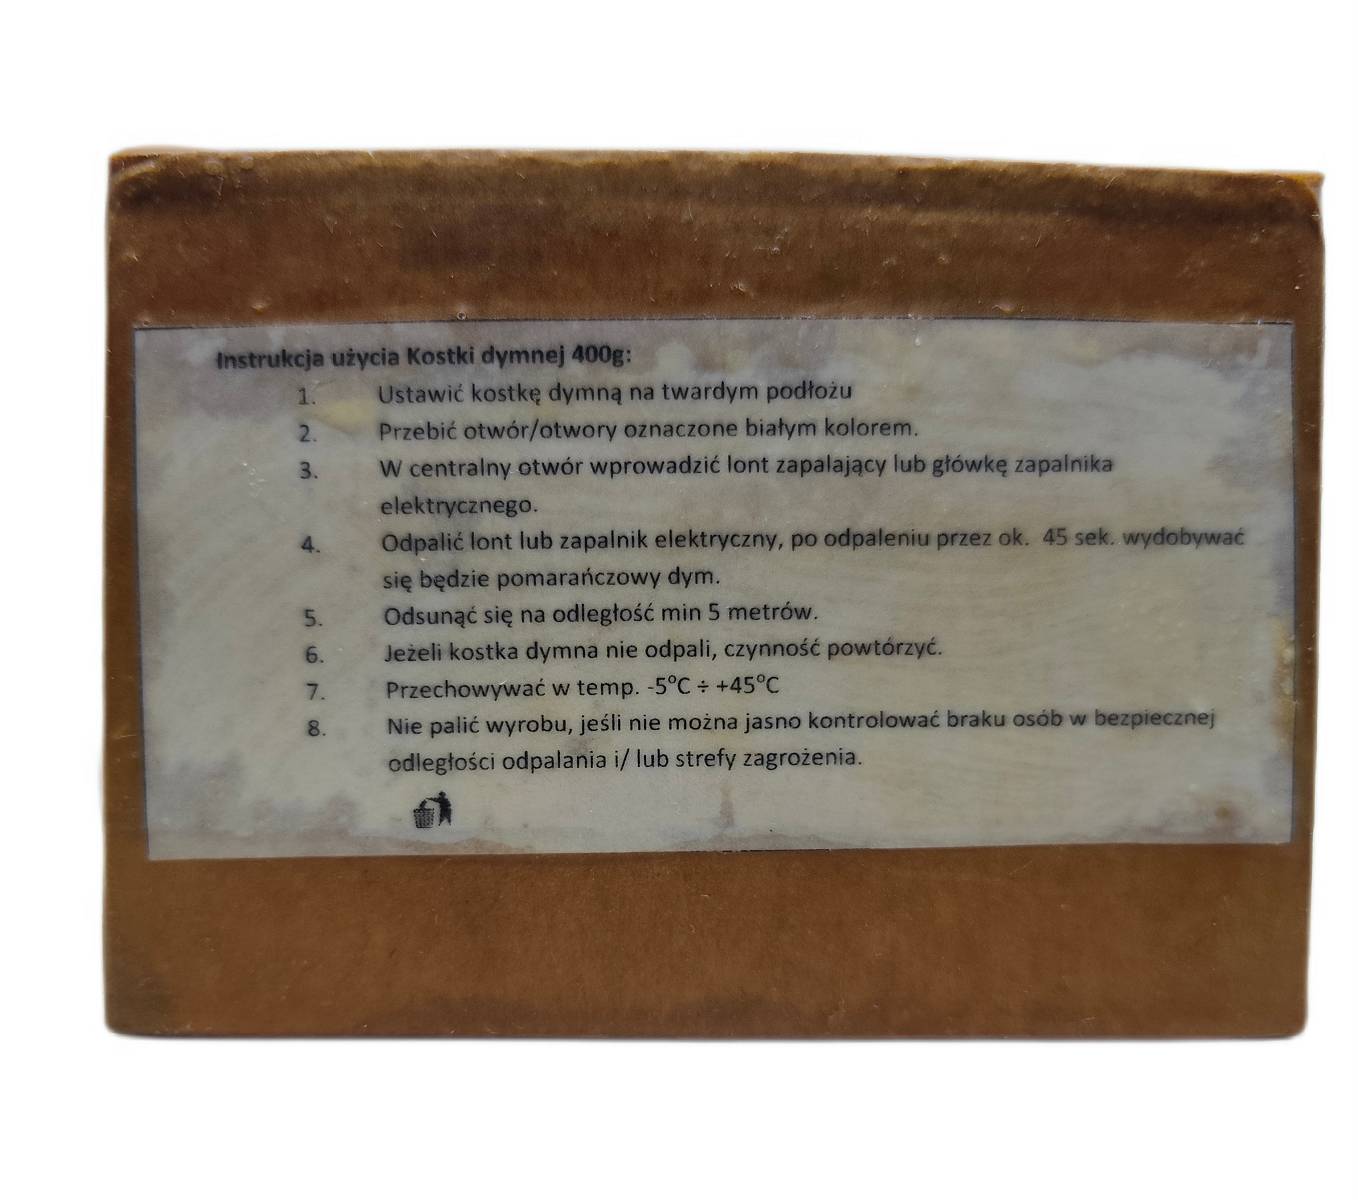 Instrukcja użycia Kostki dymnej 400g:
1. Ustawić kostkę dymną na twardym podłożu
2. Przebić otwór/otwory oznaczone białym kolorem.
3. W centralny otwór wprowadzić lont zapalający lub główkę zapalnika
elektrycznego.
4. Odpalić lont lub zapalnik elektryczny, po odpaleniu przez ok. 45 sek. wydobywać
się będzie pomarańczowy dym.
5. Odsunąć się na odległość min 5 metrów.
6. Jeżeli kostka dymna nie odpali, czynność powtórzyć.
7. Przechowywać w temp. -5°C ÷ +45°C
8. Nie palić wyrobu, jeśli nie można jasno kontrolować braku osób w bezpiecznej
odległości odpalania i/ lub strefy zagrożenia.